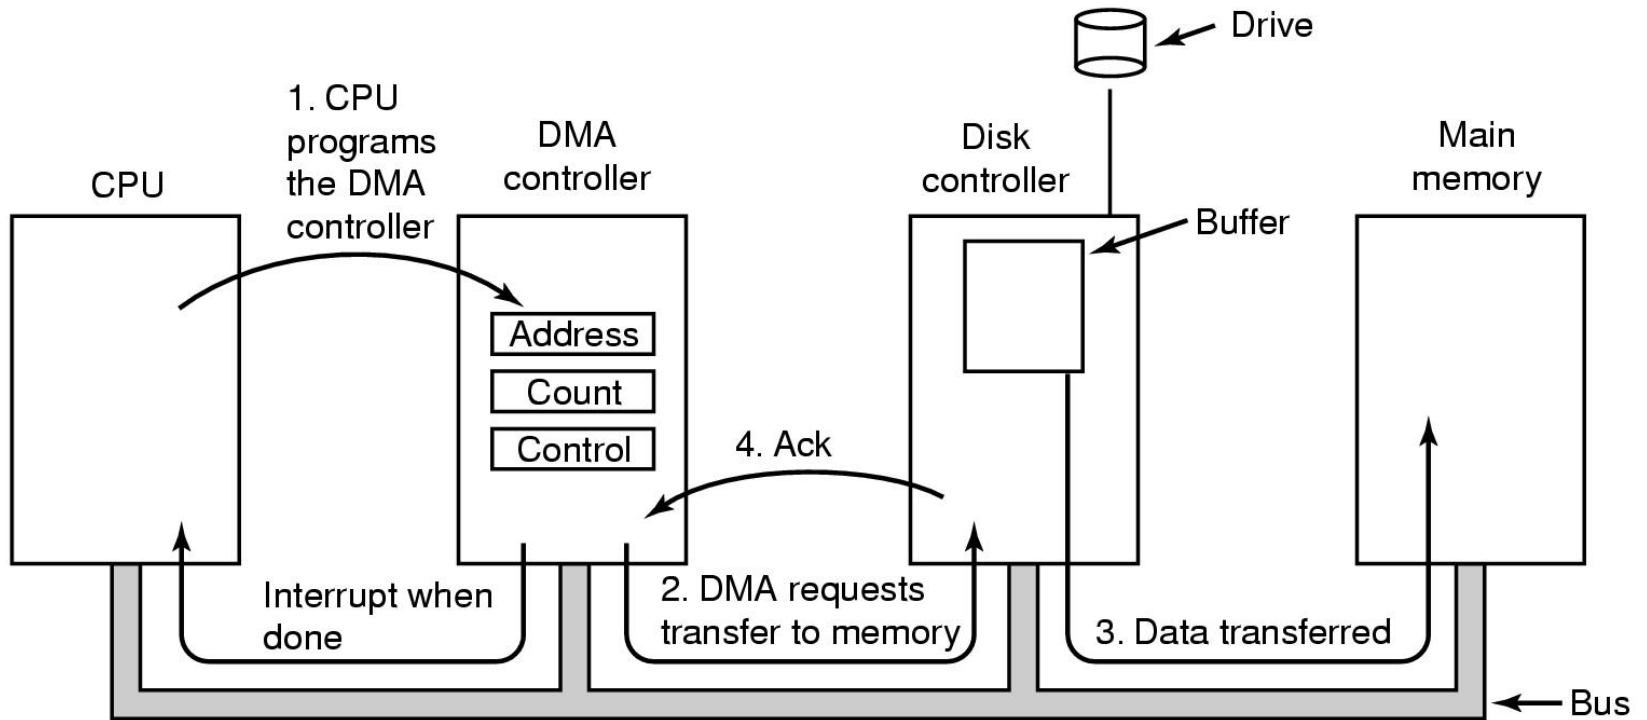 Drive
1. CPU
programs
the DMA
controller
CPU
DMA
controller
Disk
controller
Main
memory
Buffer
Address
Count
Control
4. Ack
Interrupt when
done
2. DMA requests
transfer to memory
3. Data transferred
Bus